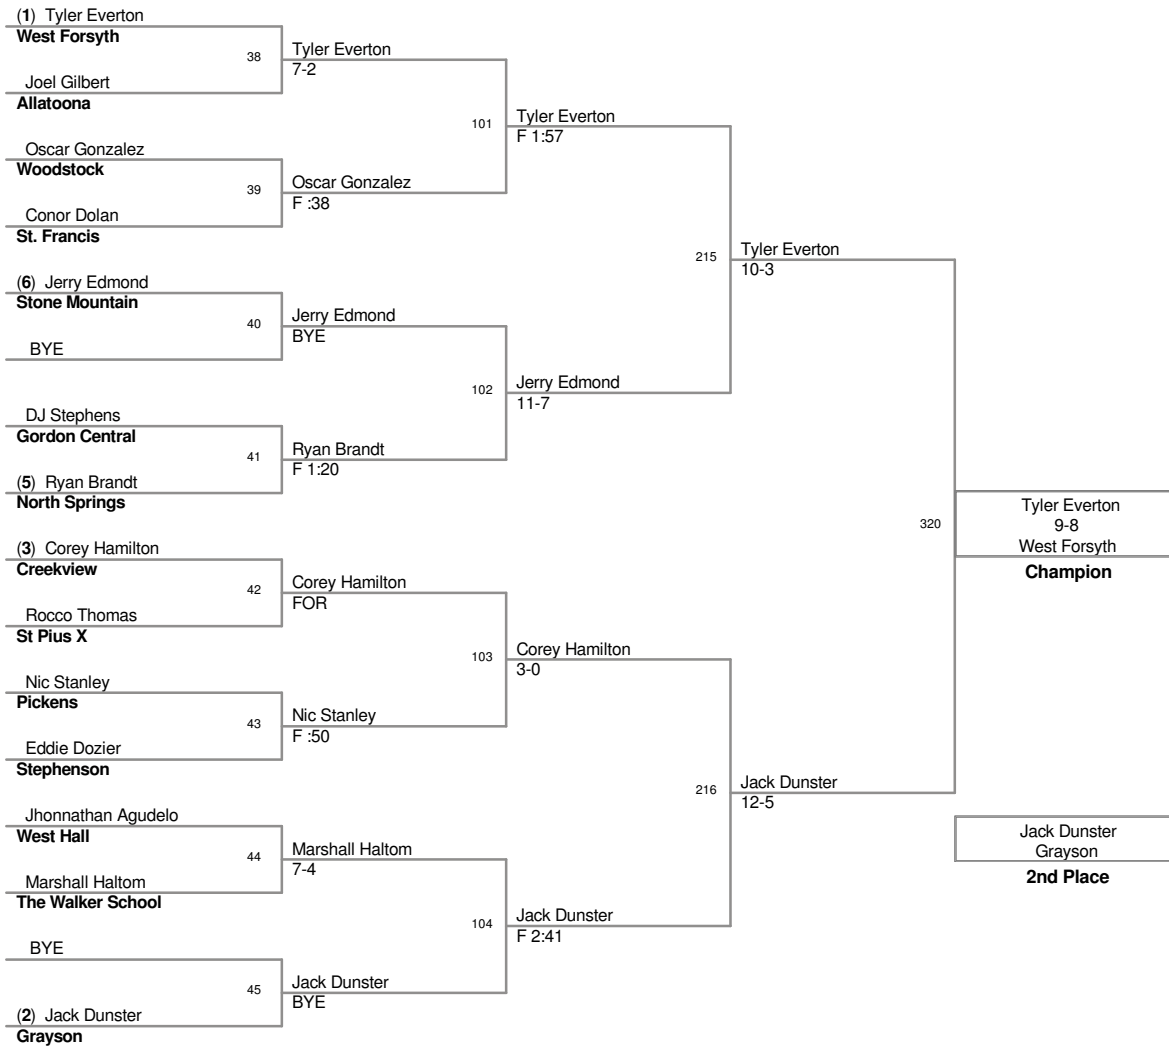 (1) Tyler Everton
West Forsyth
38
Joel Gilbert
Allatoona
Oscar Gonzalez
Woodstock
39
Conor Dolan
St. Francis
(6) Jerry Edmond
Stone Mountain
40
BYE
DJ Stephens
Gordon Central
41
(5) Ryan Brandt
North Springs
(3) Corey Hamilton
Creekview
42
Rocco Thomas
St Pius X
Nic Stanley
Pickens
43
Eddie Dozier
Stephenson
Jhonnathan Agudelo
West Hall
44
Marshall Haltom
The Walker School
BYE
45
(2) Jack Dunster
Grayson
Tyler Everton
7-2
101
Oscar Gonzalez
F :38
Jerry Edmond
BYE
102
Ryan Brandt
F 1:20
Corey Hamilton
FOR
103
Nic Stanley
F :50
Marshall Haltom
7-4
104
Jack Dunster
BYE
Tyler Everton
F 1:57
215
Jerry Edmond
11-7
Corey Hamilton
3-0
216
Jack Dunster
F 2:41
Tyler Everton
10-3
320
Jack Dunster
12-5
Tyler Everton
9-8
West Forsyth
Champion
Jack Dunster
Grayson
2nd Place